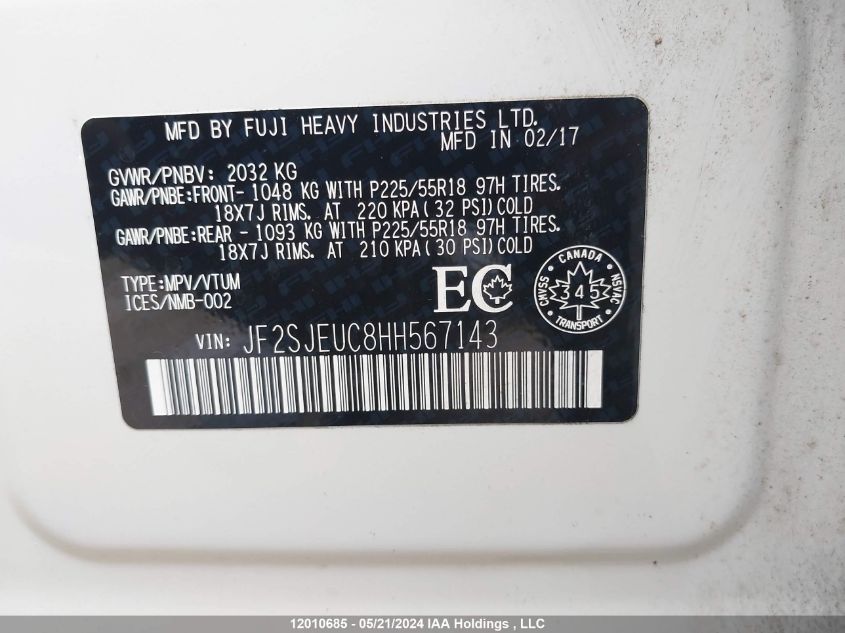 MFD BY FUJI HEAVY INDUSTRIES LTD.
MFD IN 02/17
GVWR/PNBV: 2032 KG
GAWR/PNBE:FRONT- 1048 KG WITH P225/55R18 97H TIRES.
18X7J RIMS. AT 220 KPA(32 PSI)COLD
GAWR/PNBE:REAR - 1093 KG WITH P225/55R18 97H TIRES.
18X7J RIMS. AT 210 KPA(30 PSI)COLD
TYPE:MPV/VTUM
ICES/NMB-002
EC
CANADA
CMVSS
NSVAC
345
TRANSPORT
VIN: JF2SJEUC8HH567143
12010685 - 05/21/2024 IAA Holdings , LLC